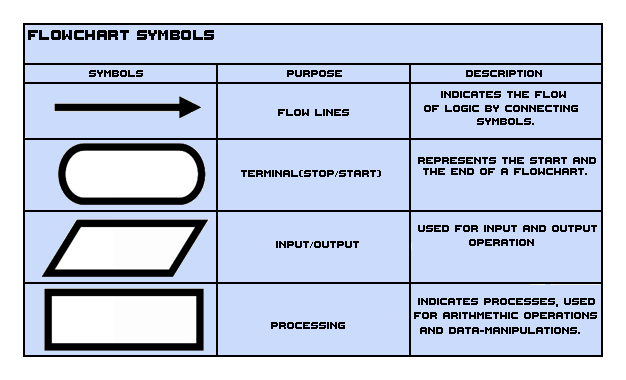 FLOWCHART SYMBOLS
SYMBOLS PURPOSE DESCRIPTION
FLOW LINES
INDICATES THE FLOW
OF LOGIC BY CONNECTING
SYMBOLS.
TERMINAL(STOP/START)
REPRESENTS THE START AND
THE END OF A FLOWCHART.
INPUT/OUTPUT
USED FOR INPUT AND OUTPUT
OPERATION
PROCESSING
INDICATES PROCESSES, USED
FOR ARITHMETHIC OPERATIONS
AND DATA-MANIPULATIONS.